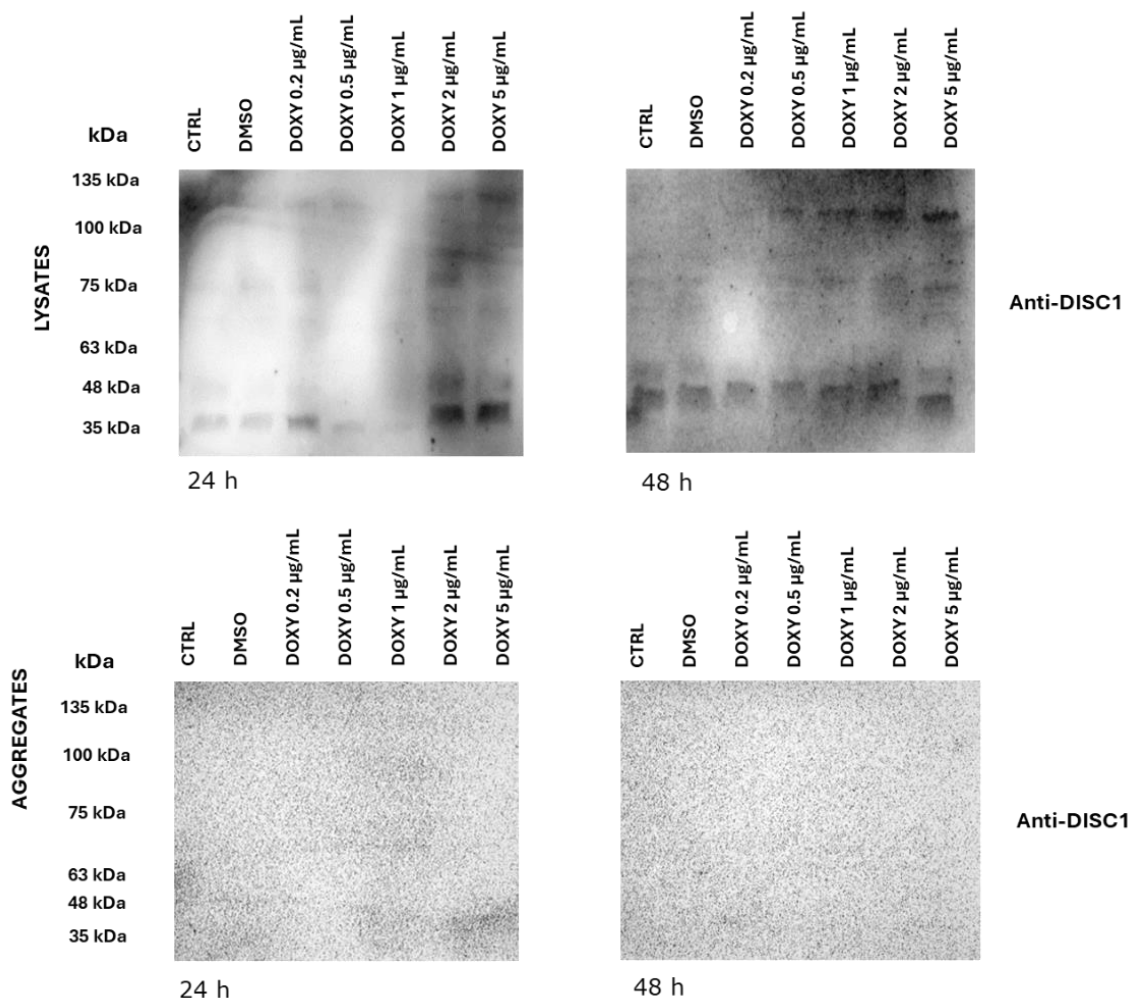 CTRL
DMSO
DOXY 0.2 µg/mL
DOXY 0.5 µg/mL
DOXY 1 µg/mL
DOXY 2 µg/mL
DOXY 5 µg/mL
CTRL
DMSO
DOXY 0.2 µg/mL
DOXY 0.5 µg/mL
DOXY 1 µg/mL
DOXY 2 µg/mL
DOXY 5 µg/mL
kDa
135 kDa
100 kDa
75 kDa
63 kDa
48 kDa
35 kDa
LYSATES
Anti-DISC1
24 h
48 h
CTRL
DMSO
DOXY 0.2 µg/mL
DOXY 0.5 µg/mL
DOXY 1 µg/mL
DOXY 2 µg/mL
DOXY 5 µg/mL
CTRL
DMSO
DOXY 0.2 µg/mL
DOXY 0.5 µg/mL
DOXY 1 µg/mL
DOXY 2 µg/mL
DOXY 5 µg/mL
kDa
135 kDa
100 kDa
75 kDa
63 kDa
48 kDa
35 kDa
AGGREGATES
Anti-DISC1
24 h
48 h